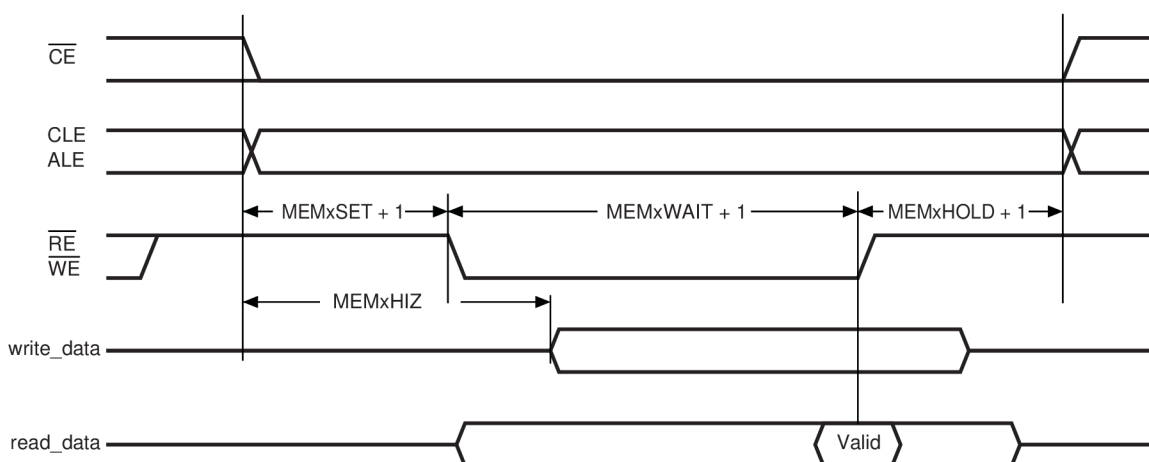 CE
CLE
ALE
MEMxSET + 1 MEMxWAIT + 1 MEMxHOLD + 1
RE
WE
MEMxHIZ
write_data
read_data Valid